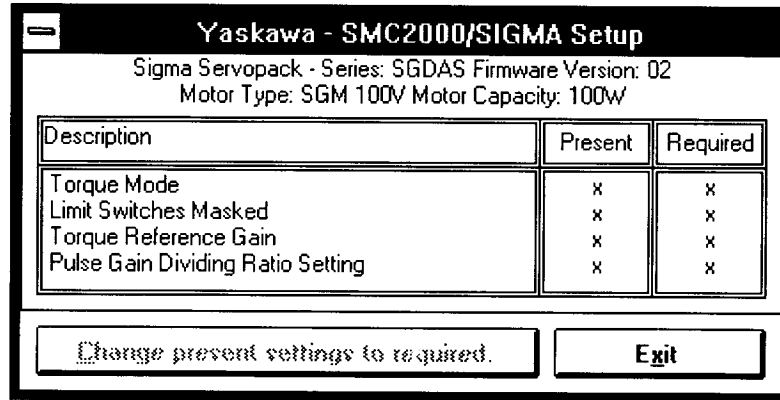 Yaskawa - SMC2000/SIGMA Setup
Sigma Servopack - Series: SGDAS Firmware Version: 02
Motor Type: SGM 100V Motor Capacity: 100W
Description Present Required
Torque Mode x x
Limit Switches Masked x x
Torque Reference Gain x x
Pulse Gain Dividing Ratio Setting x x
Change present settings to required. Exit